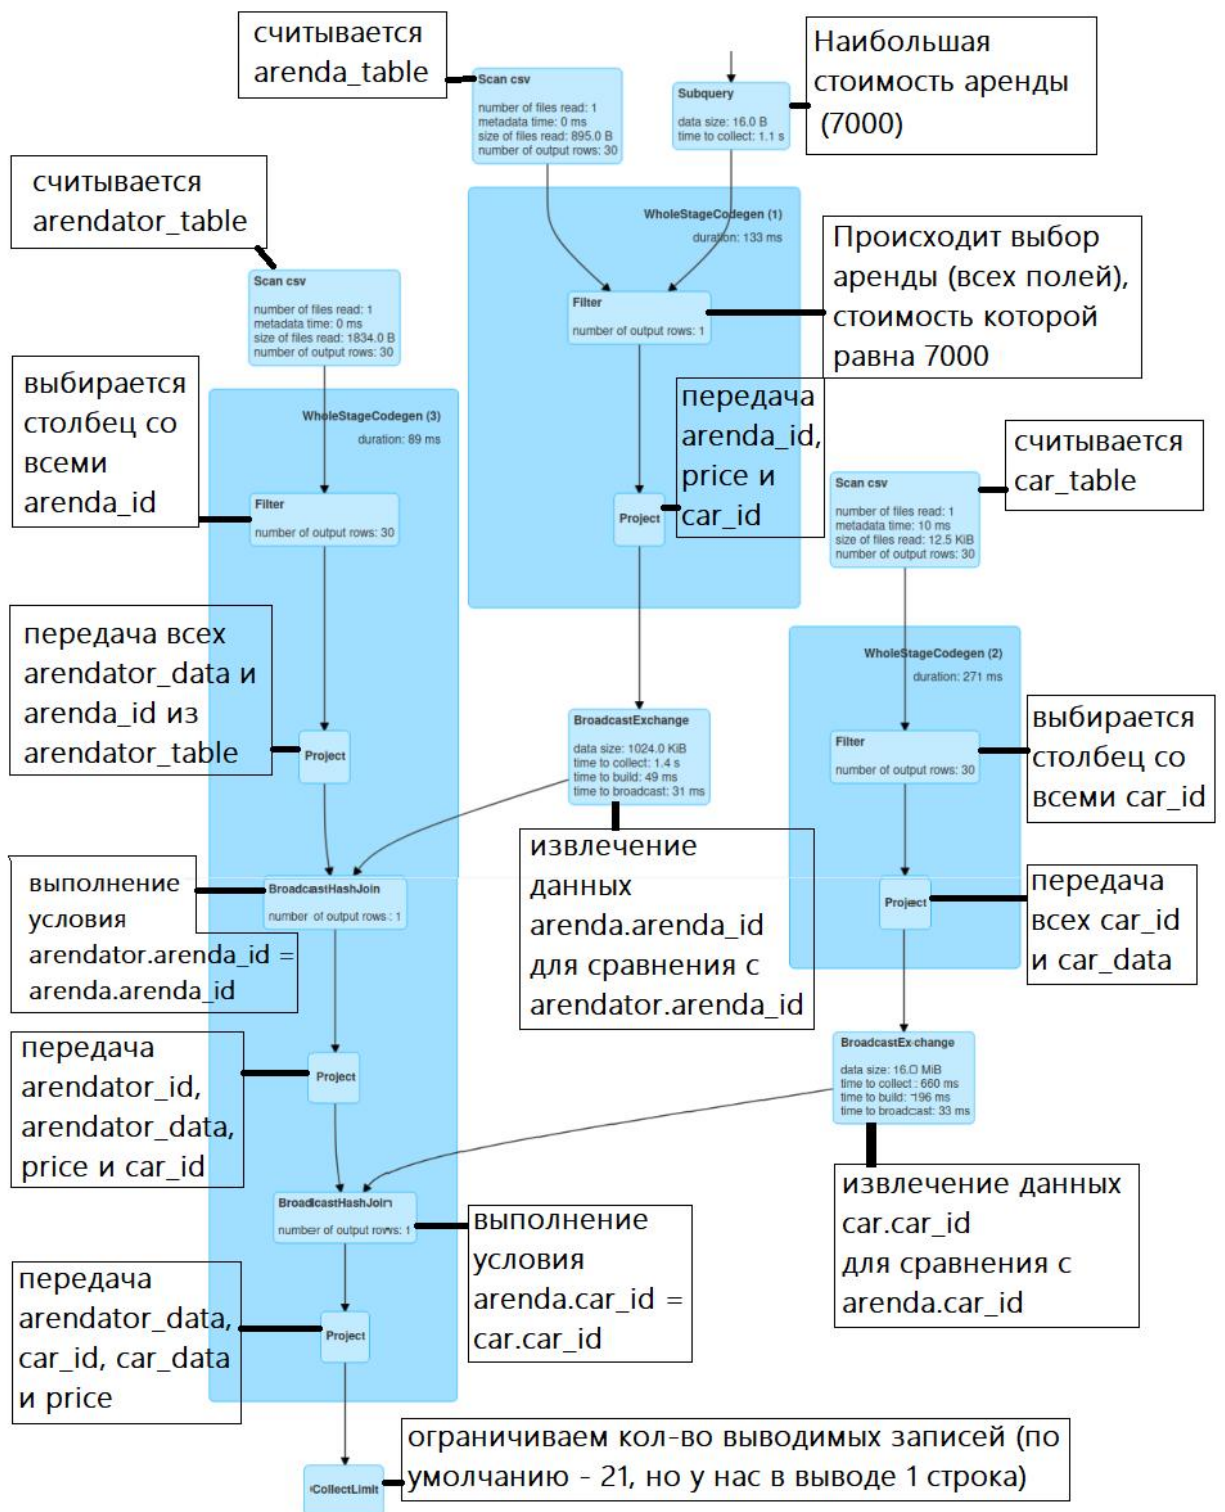 считывается
arenda_table
Scan csv
number of files read: 1
metadata time: 0 ms
size of files read: 895.0 B
number of output rows: 30
Subquery
data size: 16.0 B
time to collect: 1.1 s
Наибольшая
стоимость аренды
(7000)
считывается
arendator_table
Scan csv
number of files read: 1
metadata time: 0 ms
size of files read: 1834.0 B
number of output rows: 30
WholeStageCodegen (1)
duration: 133 ms
Filter
number of output rows: 1
Происходит выбор
аренды (всех полей),
стоимость которой
равна 7000
выбирается
столбец со
всеми
arenda_id
WholeStageCodegen (3)
duration: 89 ms
Filter
number of output rows: 30
передача
arenda_id,
price и
car_id
Project
считывается
car_table
Scan csv
number of files read: 1
metadata time: 10 ms
size of files read: 12.5 KiB
number of output rows: 30
передача всех
arendator_data и
arenda_id из
arendator_table
Project
BroadcastExchange
data size: 1024.0 KiB
time to collect: 1.4 s
time to build: 49 ms
time to broadcast: 31 ms
WholeStageCodegen (2)
duration: 271 ms
Filter
number of output rows: 30
выбирается
столбец со
всеми car_id
извлечение
данных
arenda.arenda_id
для сравнения с
arendator.arenda_id
Project
передача
всех car_id
и car_data
выполнение
условия
arendator.arenda_id =
arenda.arenda_id
BroadcastHashJoin
number of output rows: 1
передача
arendator_id,
arendator_data,
price и car_id
Project
BroadcastExchange
data size: 16.0 MiB
time to collect: 660 ms
time to build: 196 ms
time to broadcast: 33 ms
BroadcastHashJoin
number of output rows: 1
выполнение
условия
arenda.car_id =
car.car_id
извлечение данных
car.car_id
для сравнения с
arenda.car_id
передача
arendator_data,
car_id, car_data
и price
Project
ограничиваем кол-во выводимых записей (по
умолчанию - 21, но у нас в выводе 1 строка)
CollectLimit